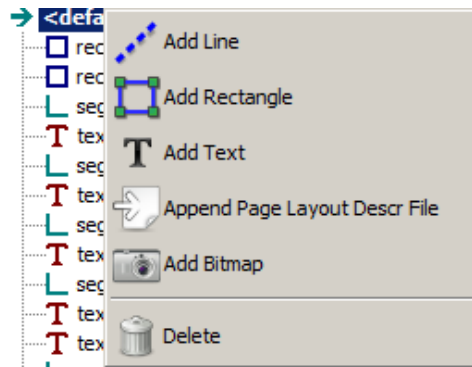 <defa
Add Line
rec
Add Rectangle
rec
seg
Add Text
tex
seg
Append Page Layout Descr File
tex
seg
Add Bitmap
tex
seg
Delete
tex
tex